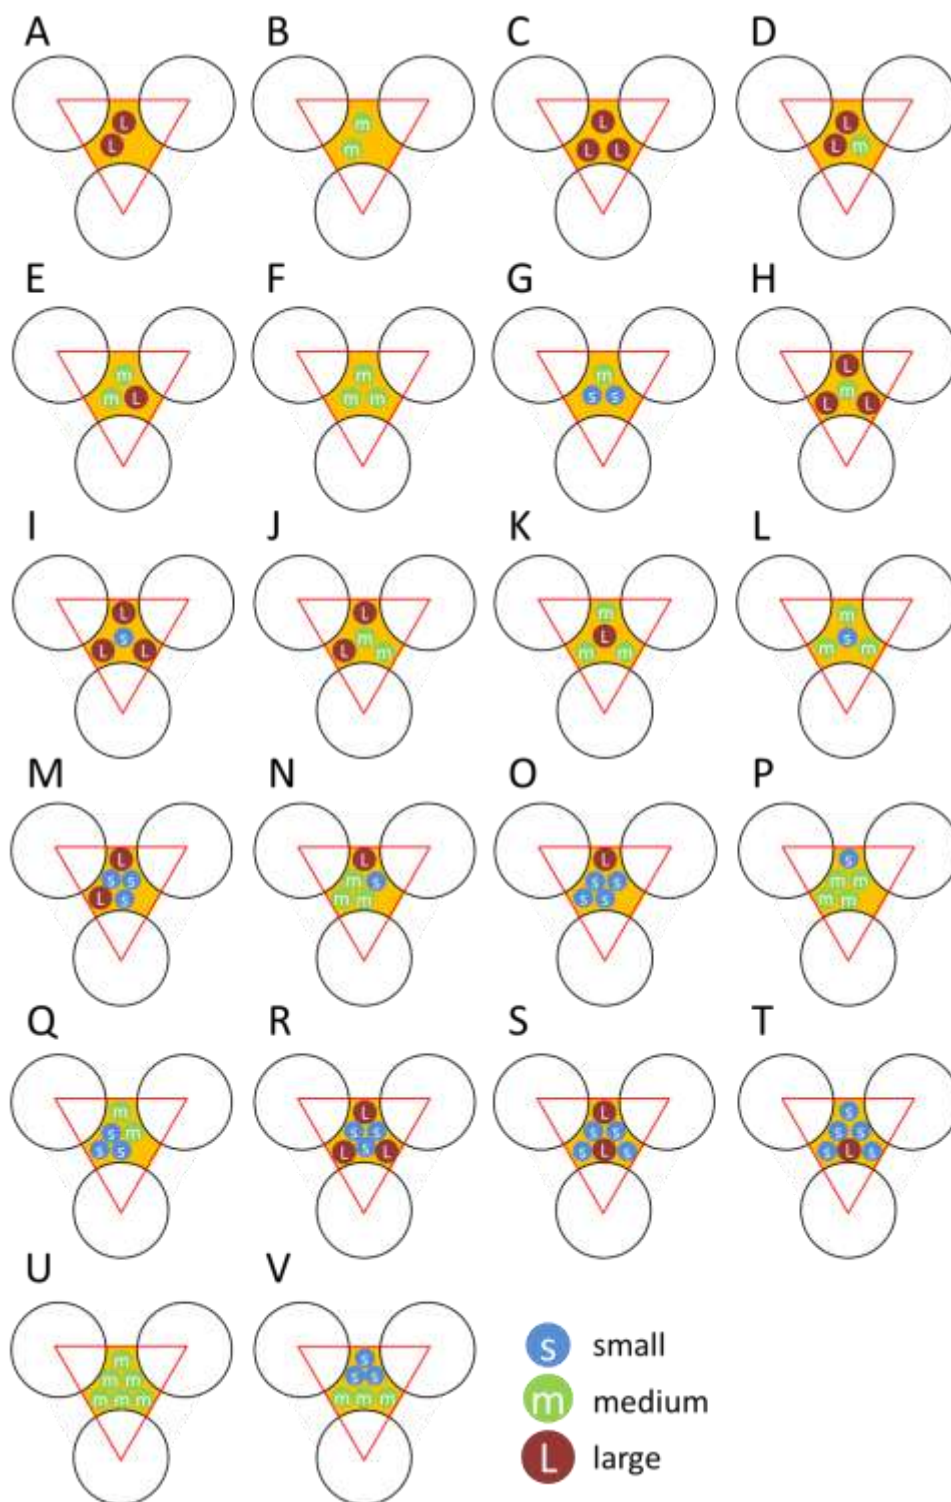 A B C D
L m L L
L m L L L m
E F G H
m m m L
m
m L m m s s L L
I J K L
L L m m
s m L s
L L L m m m m m
M N O P
L L L s
s s m s s s m m
L s m m s s m m
Q R S T
m L L s
s m s s s s s s
s s L s L s L s s L s
U V
m s
m m s s
m m m m m m
s small
m medium
L large